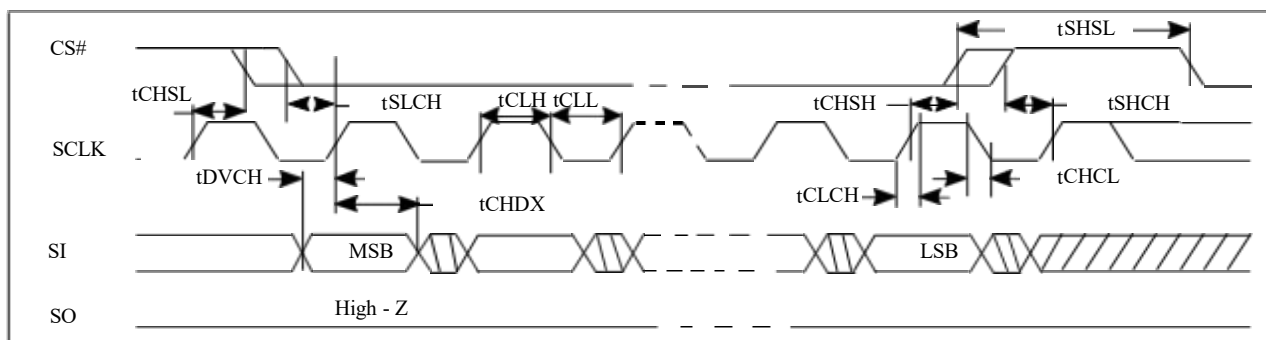 CS#
tSHSL
tCHSL
tSLCH
tCLH
tCLL
tCHSH
tSHCH
SCLK
tDVCH
tCHDX
tCLCH
tCHCL
SI
MSB
LSB
SO
High - Z